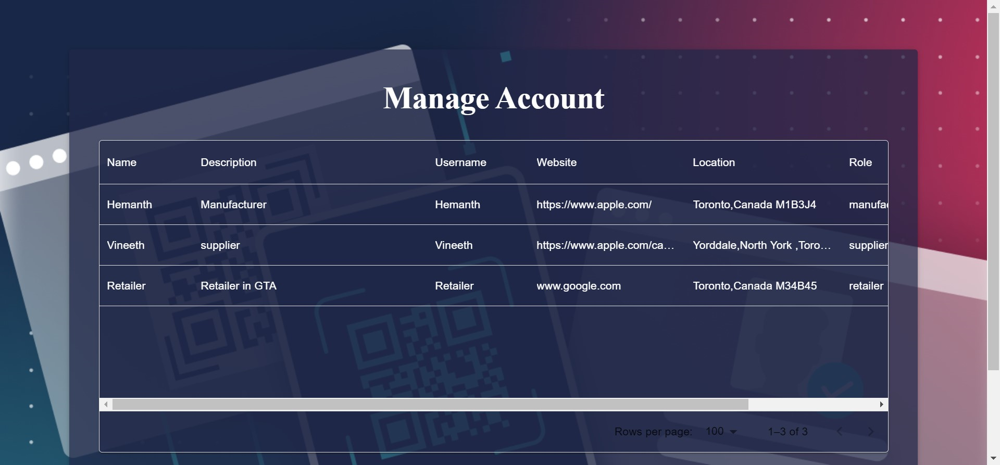 Manage Account
Name Description Username Website Location Role
Hemanth Manufacturer Hemanth https://www.apple.com/ Toronto,Canada M1B3J4 manufac
Vineeth supplier Vineeth https://www.apple.com/ca… Yorddale,North York ,Toro… supplier
Retailer Retailer in GTA Retailer www.google.com Toronto,Canada M34B45 retailer
Rows per page: 100 1–3 of 3